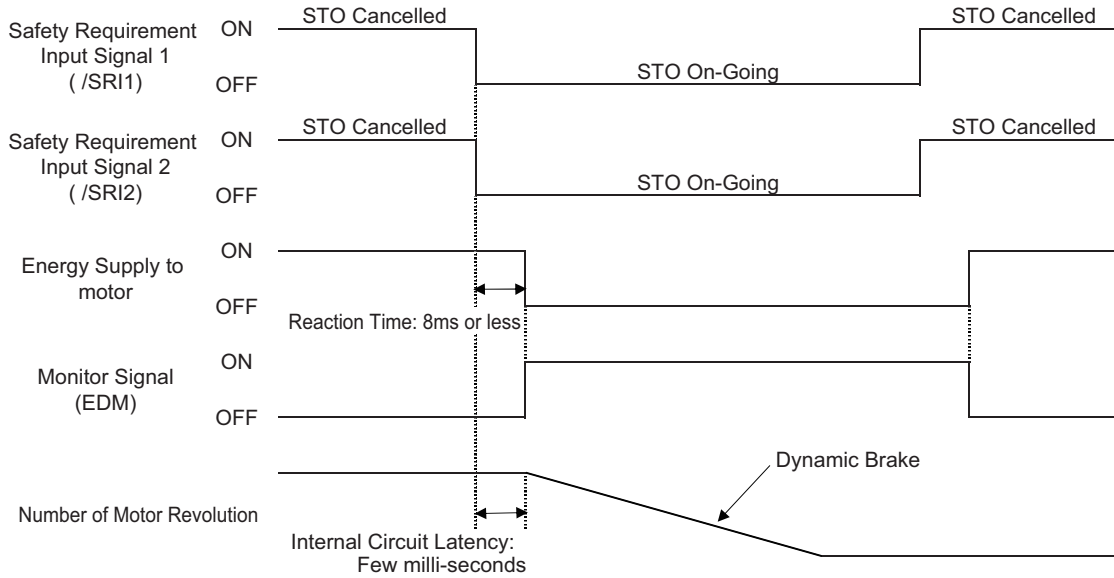 STO Cancelled
STO Cancelled
Safety Requirement
Input Signal 1
( /SRI1)
ON
OFF
STO On-Going
STO Cancelled
STO Cancelled
Safety Requirement
Input Signal 2
( /SRI2)
ON
OFF
STO On-Going
Energy Supply to
motor
ON
OFF
Reaction Time: 8ms or less
Monitor Signal
(EDM)
ON
OFF
Dynamic Brake
Number of Motor Revolution
Internal Circuit Latency:
Few milli-seconds